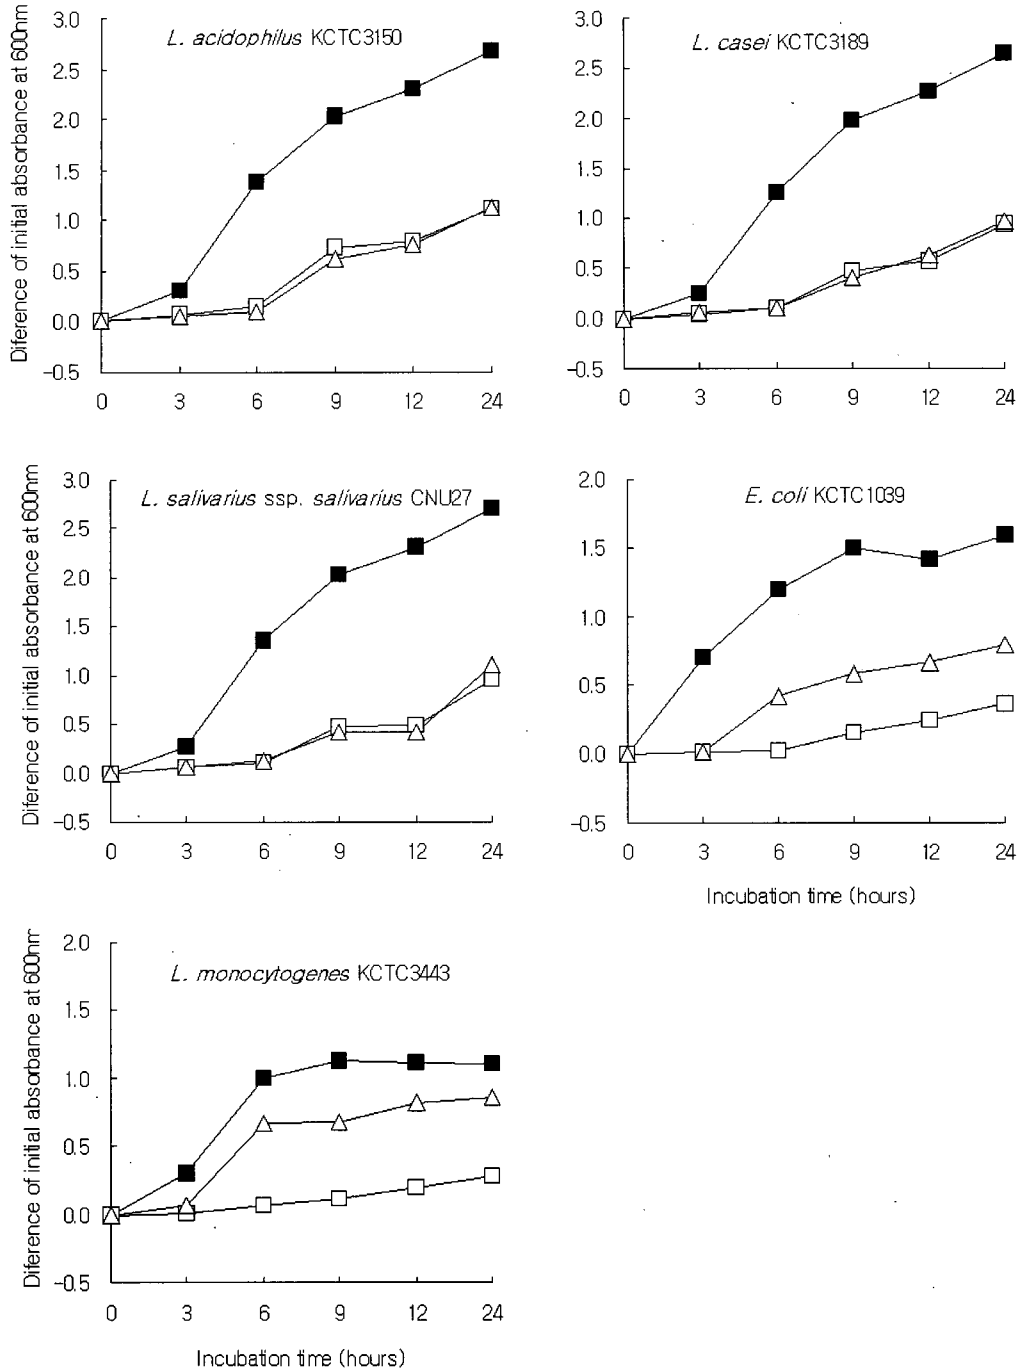 Diference of initial absorbance at 600nm
L. acidophilus KCTC3150
3.0
2.5
2.0
1.5
1.0
0.5
0.0
-0.5
0 3 6 9 12 24
L. casei KCTC3189
3.0
2.5
2.0
1.5
1.0
0.5
0.0
-0.5
0 3 6 9 12 24
Diference of initial absorbance at 600nm
L. salivarius ssp. salivarius CNU27
3.0
2.5
2.0
1.5
1.0
0.5
0.0
-0.5
0 3 6 9 12 24
E. coli KCTC1039
2.0
1.5
1.0
0.5
0.0
-0.5
0 3 6 9 12 24
Incubation time (hours)
Diference of initial absorbance at 600nm
L. monocytogenes KCTC3443
2.0
1.5
1.0
0.5
0.0
-0.5
0 3 6 9 12 24
Incubation time (hours)